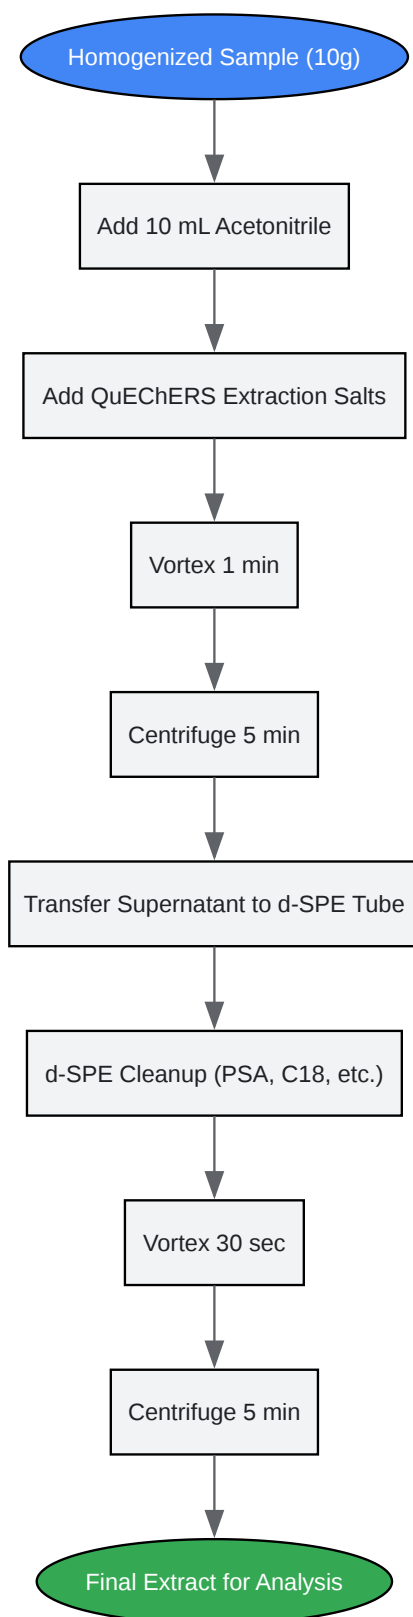 Homogenized Sample (10g)
Add 10 mL Acetonitrile
Add QuEChERS Extraction Salts
Vortex 1 min
Centrifuge 5 min
Transfer Supernatant to d-SPE Tube
d-SPE Cleanup (PSA, C18, etc.)
Vortex 30 sec
Centrifuge 5 min
Final Extract for Analysis